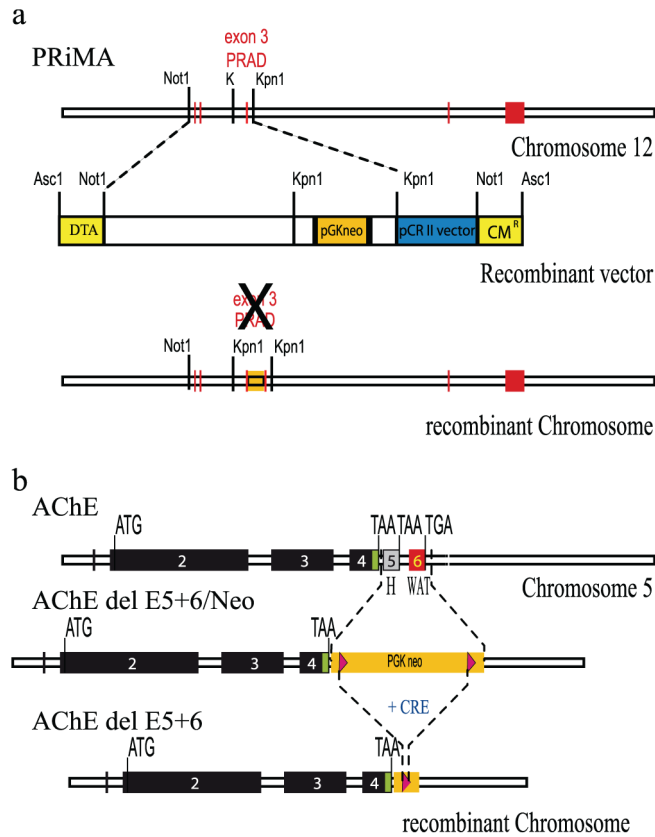 a
PRiMA
exon 3
PRAD
Not1 K Kpn1
Chromosome 12
Asc1 Not1 Kpn1 Kpn1 Not1 Asc1
DTA pGKneo pCR II vector CM R
Recombinant vector
exon 3
PRAD
X
Not1 Kpn1 Kpn1
recombinant Chromosome
b
AChE
ATG TAA TAA TGA
2 3 4 5 6
H WAT
Chromosome 5
AChE del E5+6/Neo
ATG TAA
2 3 4 PGK neo
+ CRE
AChE del E5+6
ATG TAA
2 3 4
recombinant Chromosome